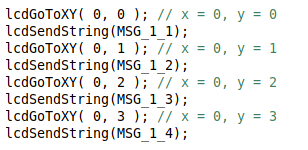 lcdGoToXY( 0, 0 ); // x = 0, y = 0
lcdSendString(MSG_1_1);
lcdGoToXY( 0, 1 ); // x = 0, y = 1
lcdSendString(MSG_1_2);
lcdGoToXY( 0, 2 ); // x = 0, y = 2
lcdSendString(MSG_1_3);
lcdGoToXY( 0, 3 ); // x = 0, y = 3
lcdSendString(MSG_1_4);